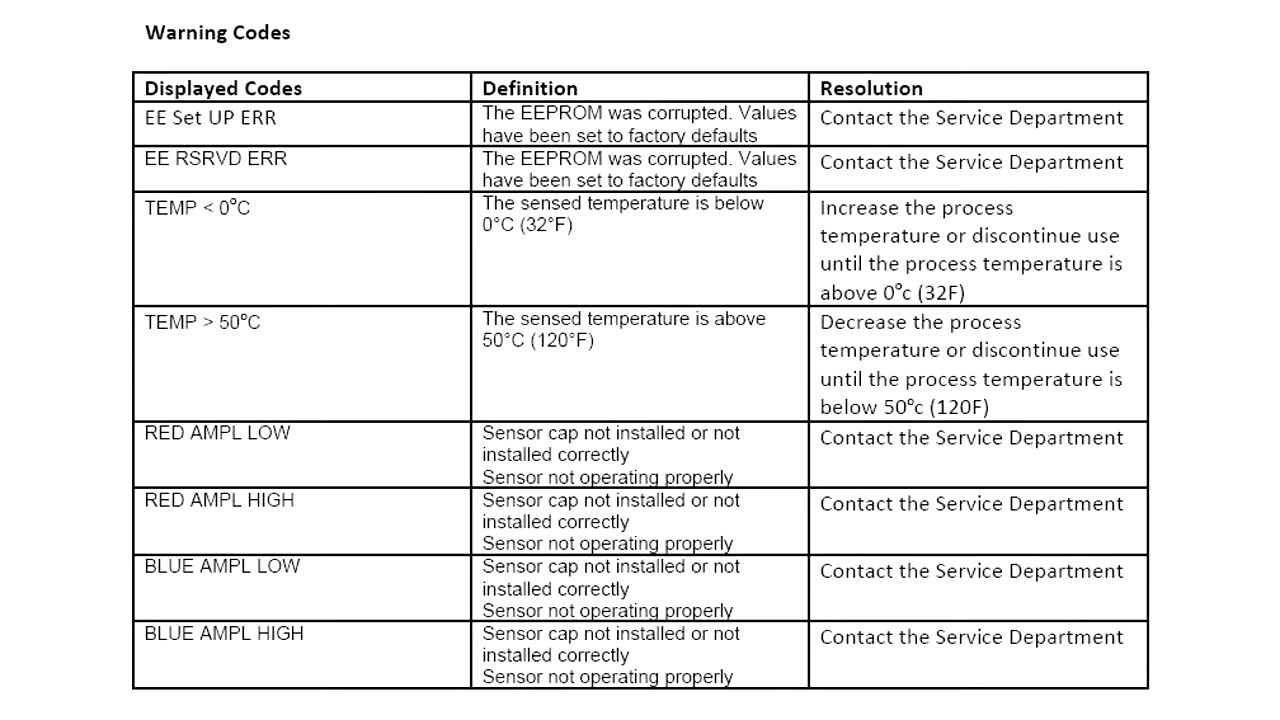 Warning Codes
Displayed Codes
Definition
Resolution
EE Set UP ERR
The EEPROM was corrupted. Values
have been set to factory defaults
Contact the Service Department
EE RSRVD ERR
The EEPROM was corrupted. Values
have been set to factory defaults
Contact the Service Department
TEMP < 0°C
The sensed temperature is below
0°C (32°F)
Increase the process
temperature or discontinue use
until the process temperature is
above 0°c (32F)
TEMP > 50°C
The sensed temperature is above
50°C (120°F)
Decrease the process
temperature or discontinue use
until the process temperature is
below 50°c (120F)
RED AMPL LOW
Sensor cap not installed or not
installed correctly
Sensor not operating properly
Contact the Service Department
RED AMPL HIGH
Sensor cap not installed or not
installed correctly
Sensor not operating properly
Contact the Service Department
BLUE AMPL LOW
Sensor cap not installed or not
installed correctly
Sensor not operating properly
Contact the Service Department
BLUE AMPL HIGH
Sensor cap not installed or not
installed correctly
Sensor not operating properly
Contact the Service Department